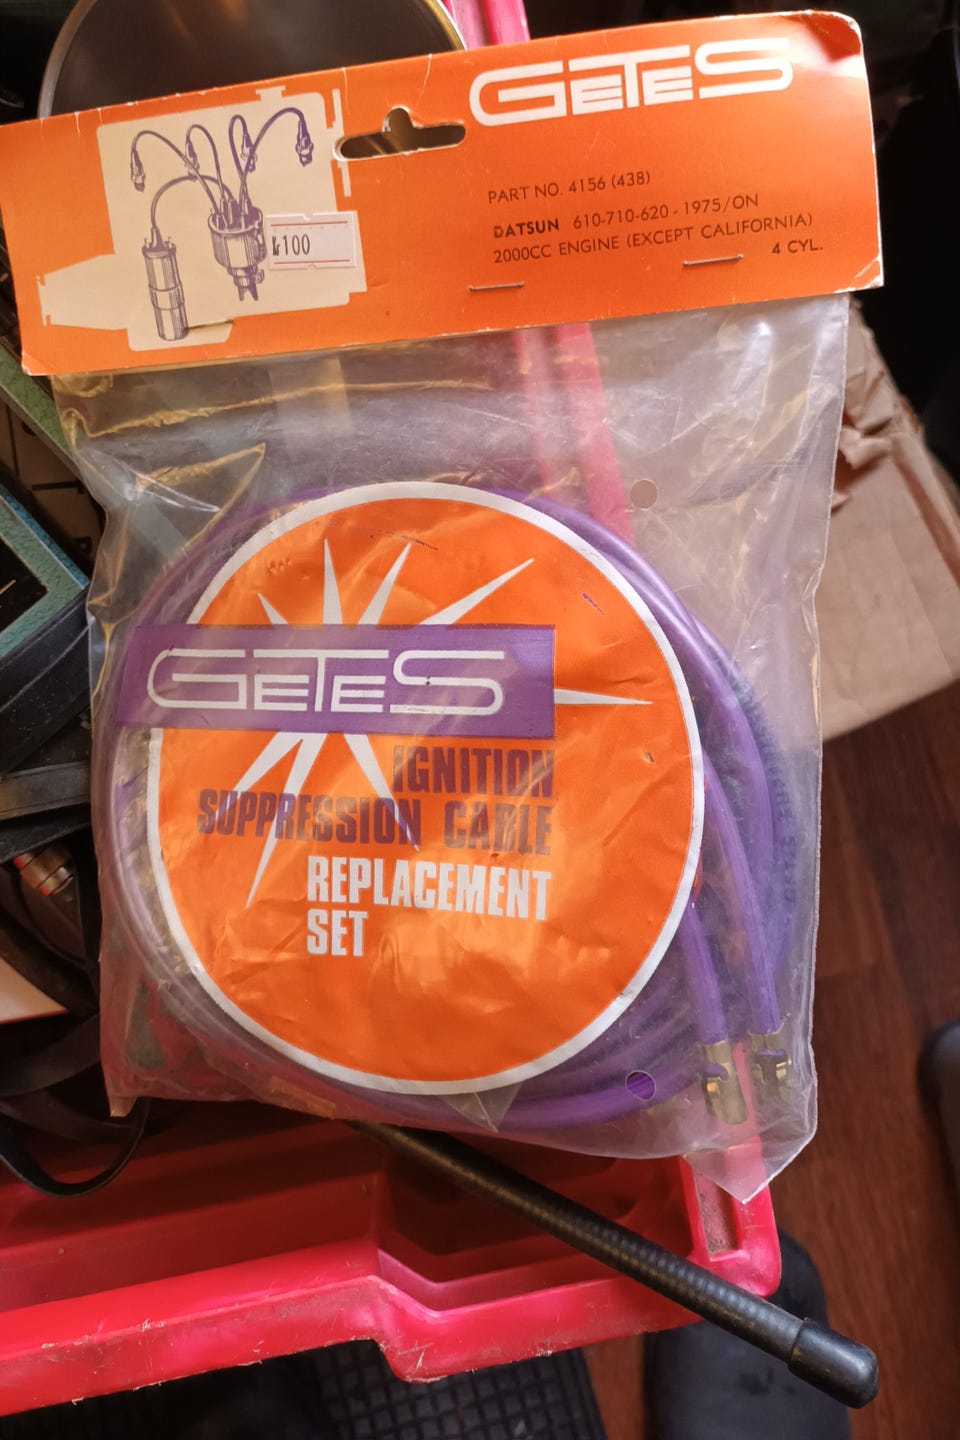 GETES
PART NO. 4156 (438)
DATSUN 610-710-620 - 1975/ON
2000CC ENGINE (EXCEPT CALIFORNIA)
4 CYL.
100
GETES
IGNITION
SUPPRESSION CABLE
REPLACEMENT
SET